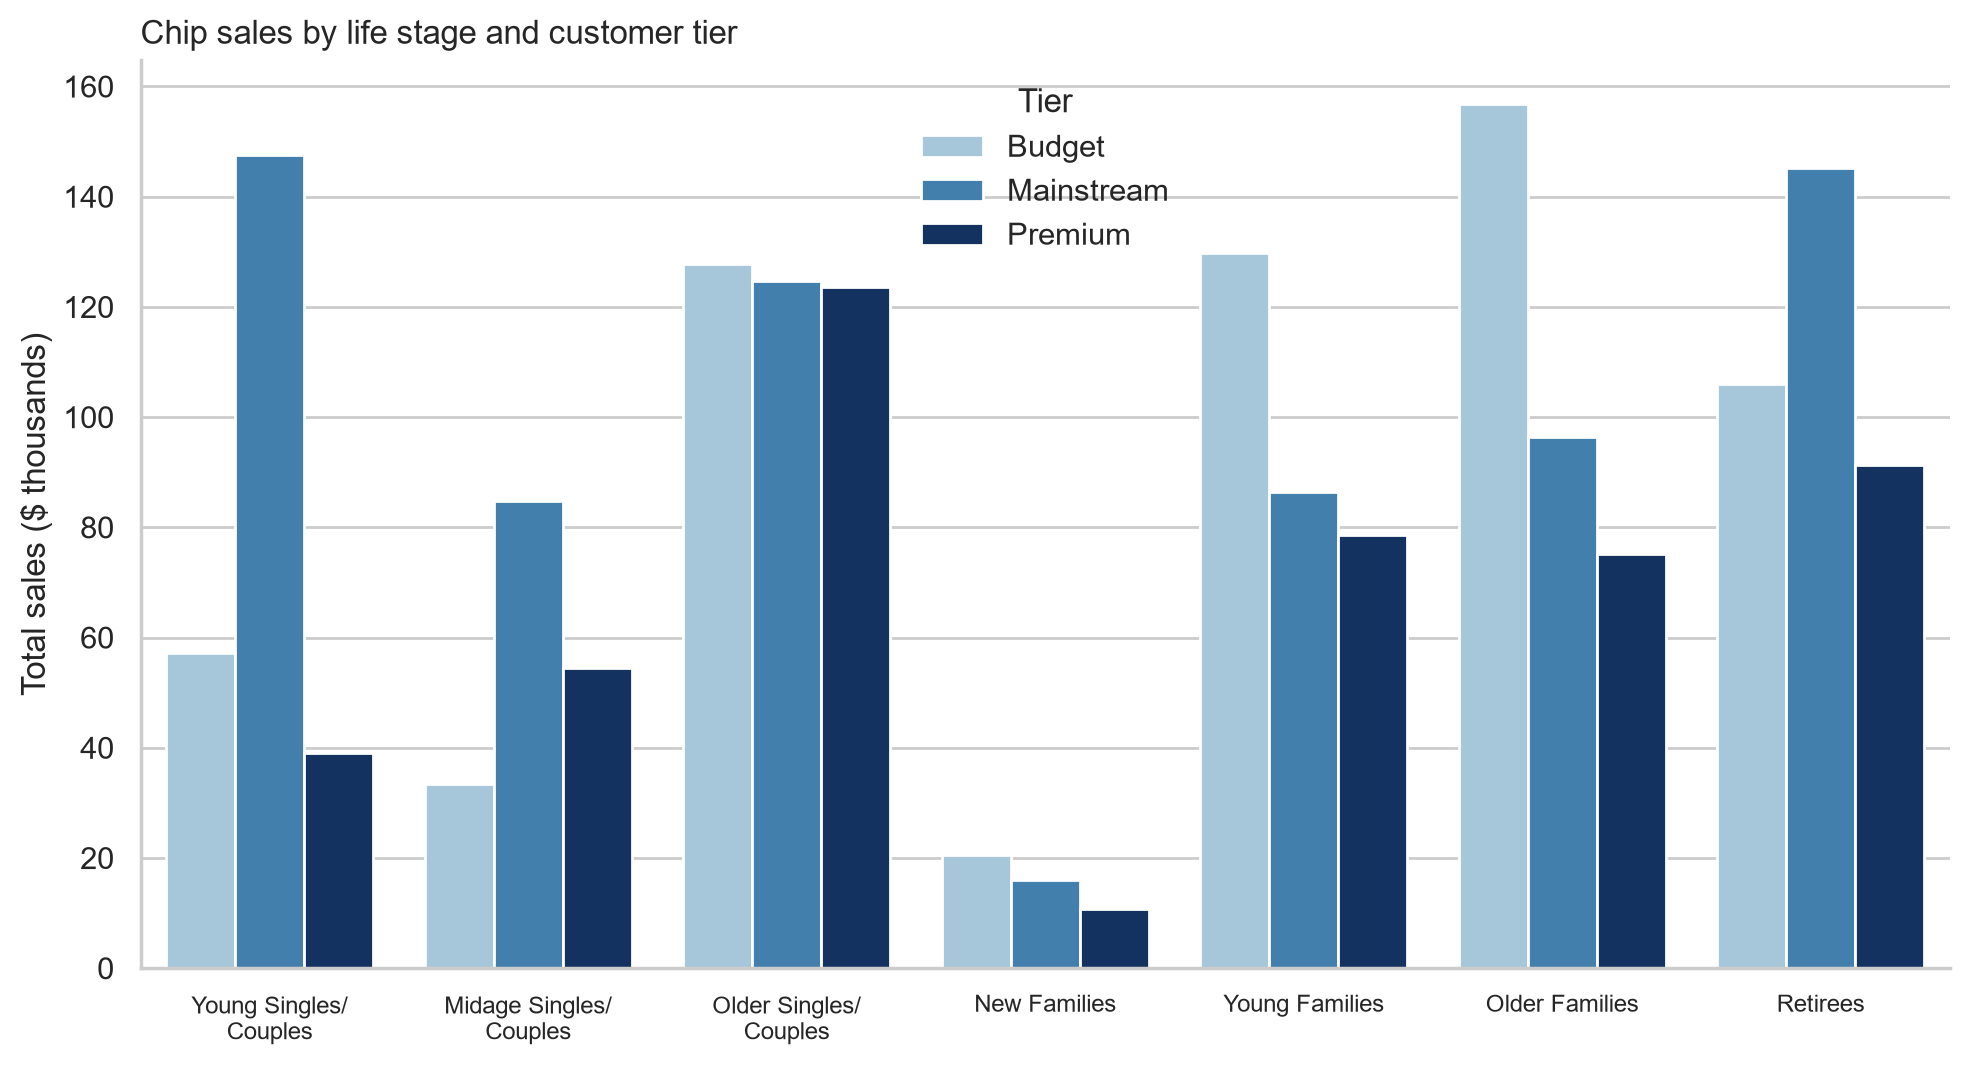 Chip sales by life stage and customer tier
Total sales ($ thousands)
160
140
120
100
80
60
40
20
0
Tier
Budget
Mainstream
Premium
Young Singles/
Couples
Midage Singles/
Couples
Older Singles/
Couples
New Families
Young Families
Older Families
Retirees